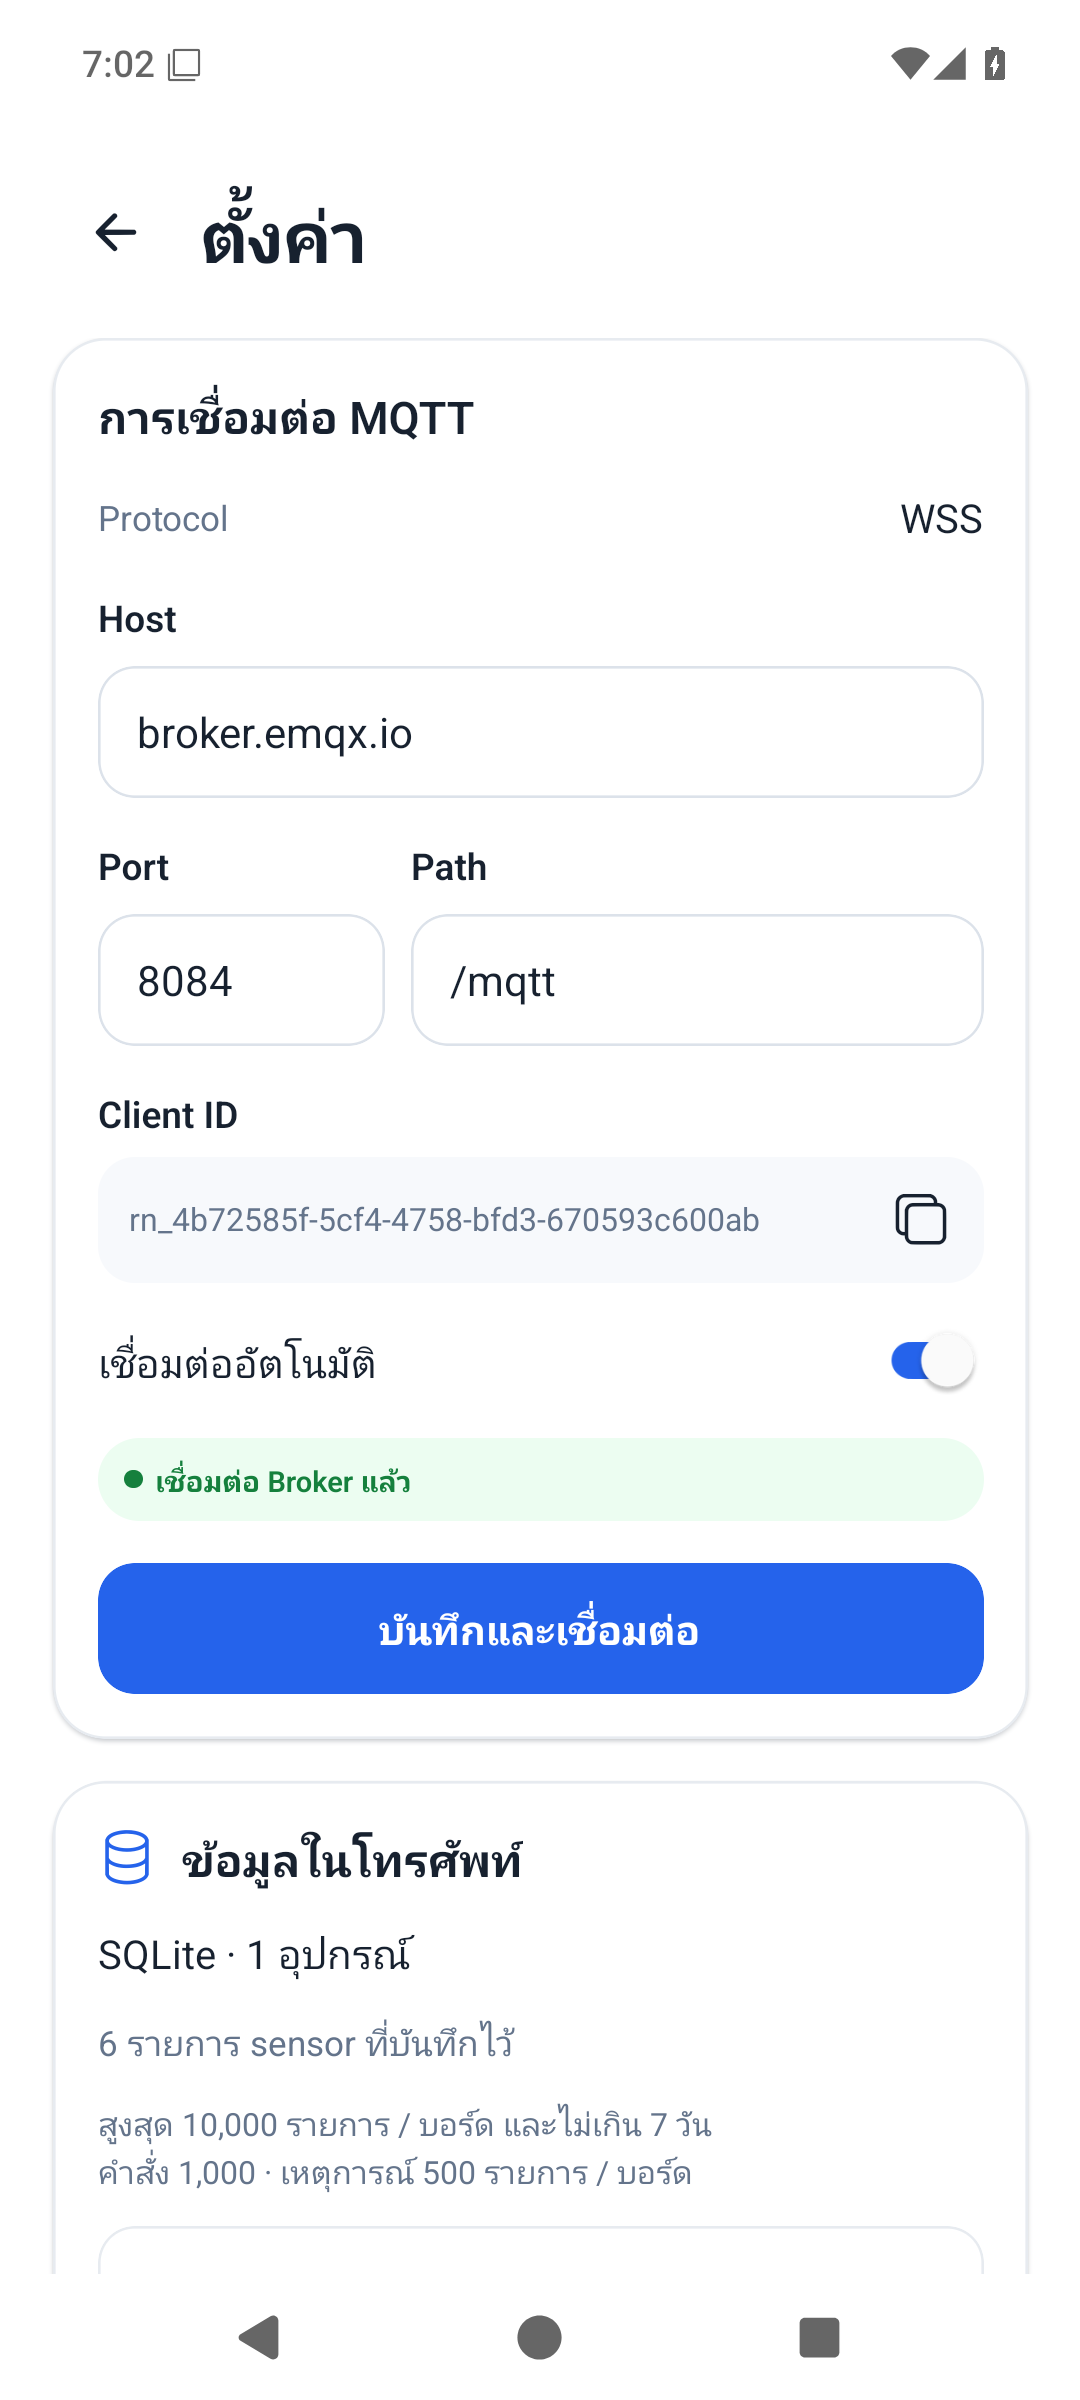 7:02
ตั้งค่า
การเชื่อมต่อ MQTT
Protocol WSS
Host
broker.emqx.io
Port Path
8084 /mqtt
Client ID
rn_4b72585f-5cf4-4758-bfd3-670593c600ab
เชื่อมต่ออัตโนมัติ
เชื่อมต่อ Broker แล้ว
บันทึกและเชื่อมต่อ
ข้อมูลในโทรศัพท์
SQLite · 1 อุปกรณ์
6 รายการ sensor ที่บันทึกไว้
สูงสุด 10,000 รายการ / บอร์ด และไม่เกิน 7 วัน
คำสั่ง 1,000 · เหตุการณ์ 500 รายการ / บอร์ด